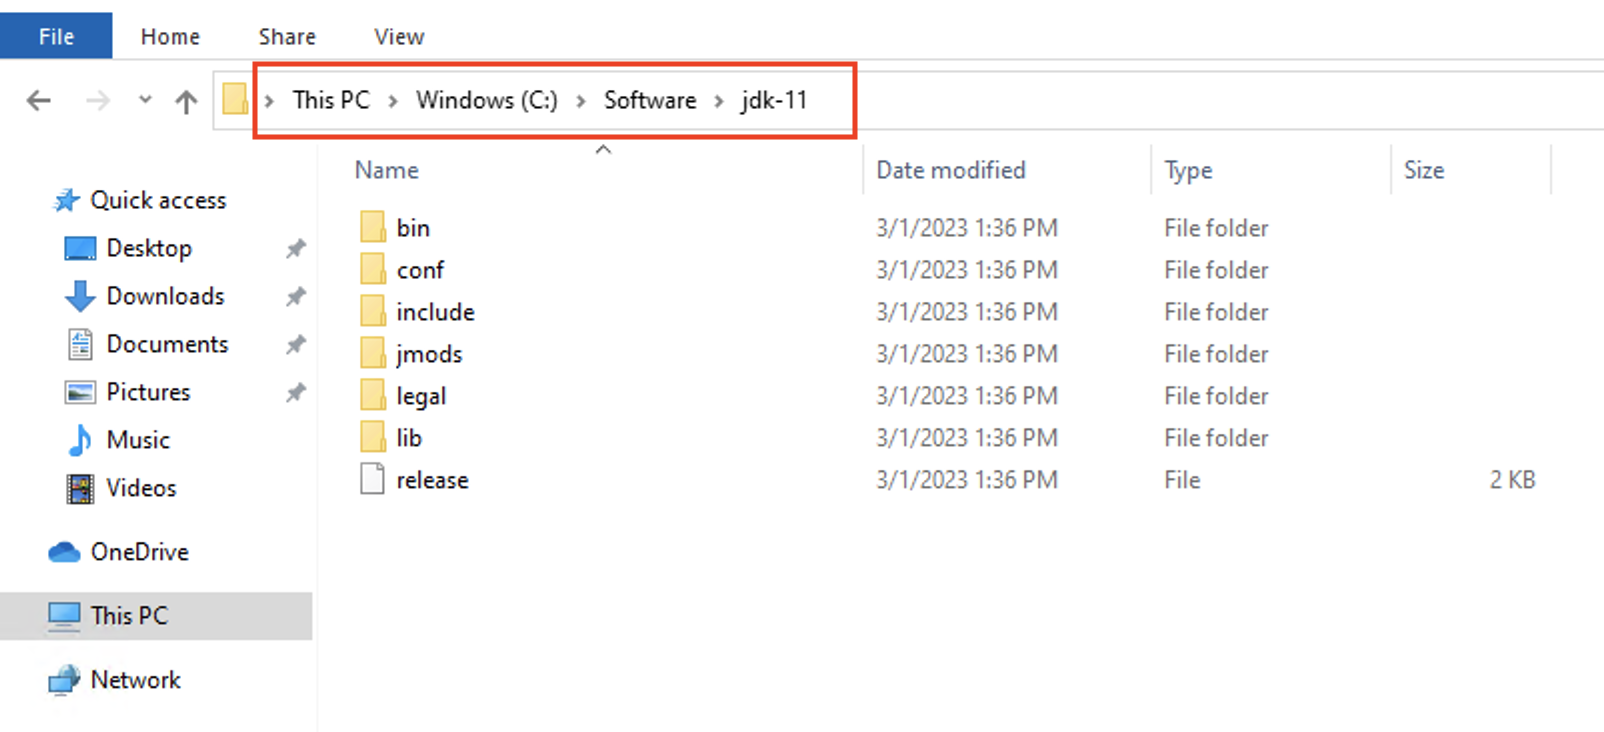 File Home Share View
This PC > Windows (C:) > Software > jdk-11
Name Date modified Type Size
Quick access
Desktop
Downloads
Documents
Pictures
Music
Videos
OneDrive
This PC
Network
bin 3/1/2023 1:36 PM File folder
conf 3/1/2023 1:36 PM File folder
include 3/1/2023 1:36 PM File folder
jmods 3/1/2023 1:36 PM File folder
legal 3/1/2023 1:36 PM File folder
lib 3/1/2023 1:36 PM File folder
release 3/1/2023 1:36 PM File 2 KB